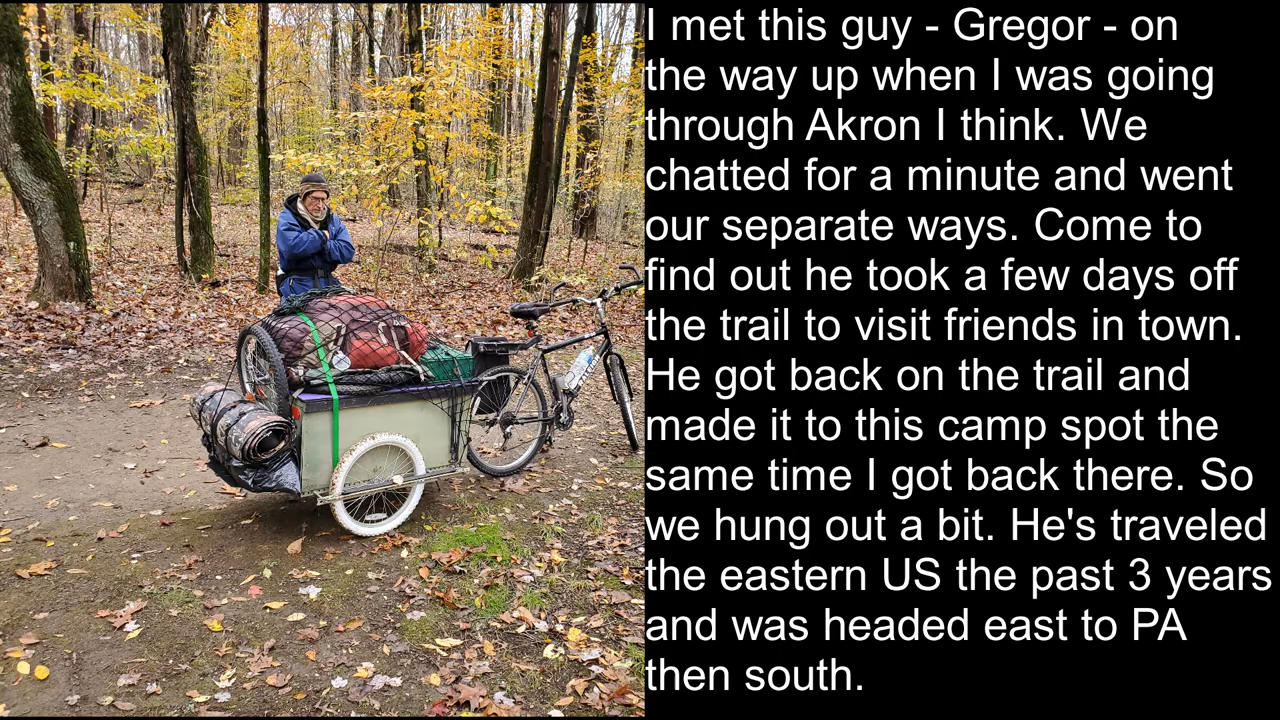 I met this guy - Gregor - on
the way up when I was going
through Akron I think. We
chatted for a minute and went
our separate ways. Come to
find out he took a few days off
the trail to visit friends in town.
He got back on the trail and
made it to this camp spot the
same time I got back there. So
we hung out a bit. He's traveled
the eastern US the past 3 years
and was headed east to PA
then south.